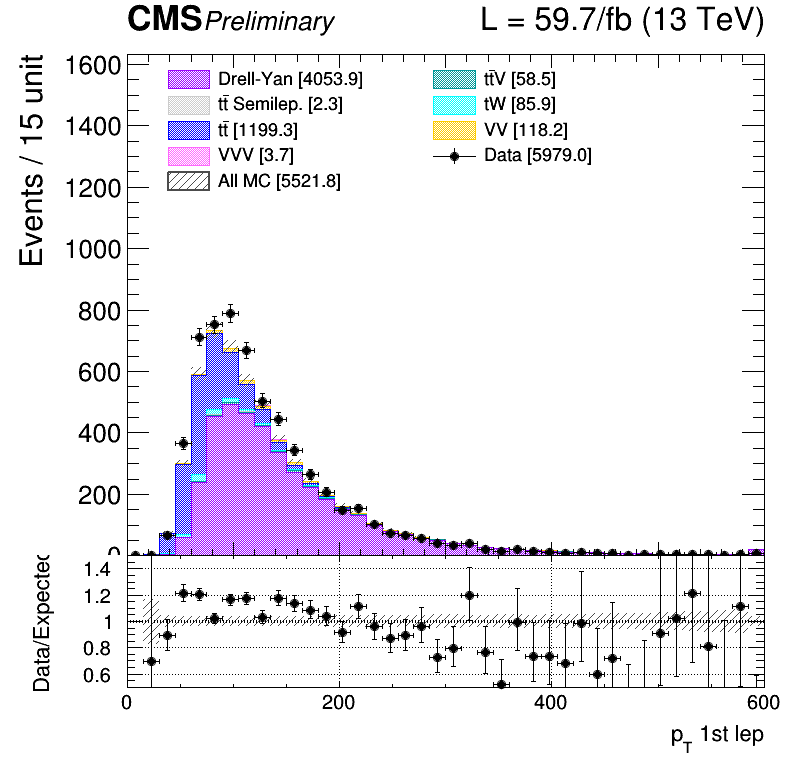 CMS Preliminary L = 59.7/fb (13 TeV)
Events / 15 unit
1600
1400
1200
1000
800
600
400
200
0
Drell-Yan [4053.9]
tt̄ Semilep. [2.3]
tt̄ [1199.3]
VVV [3.7]
All MC [5521.8]
tt̄V [58.5]
tW [85.9]
VV [118.2]
Data [5979.0]
Data/Expected
1.4
1.2
1
0.8
0.6
0 200 400 600
p_T 1st lep